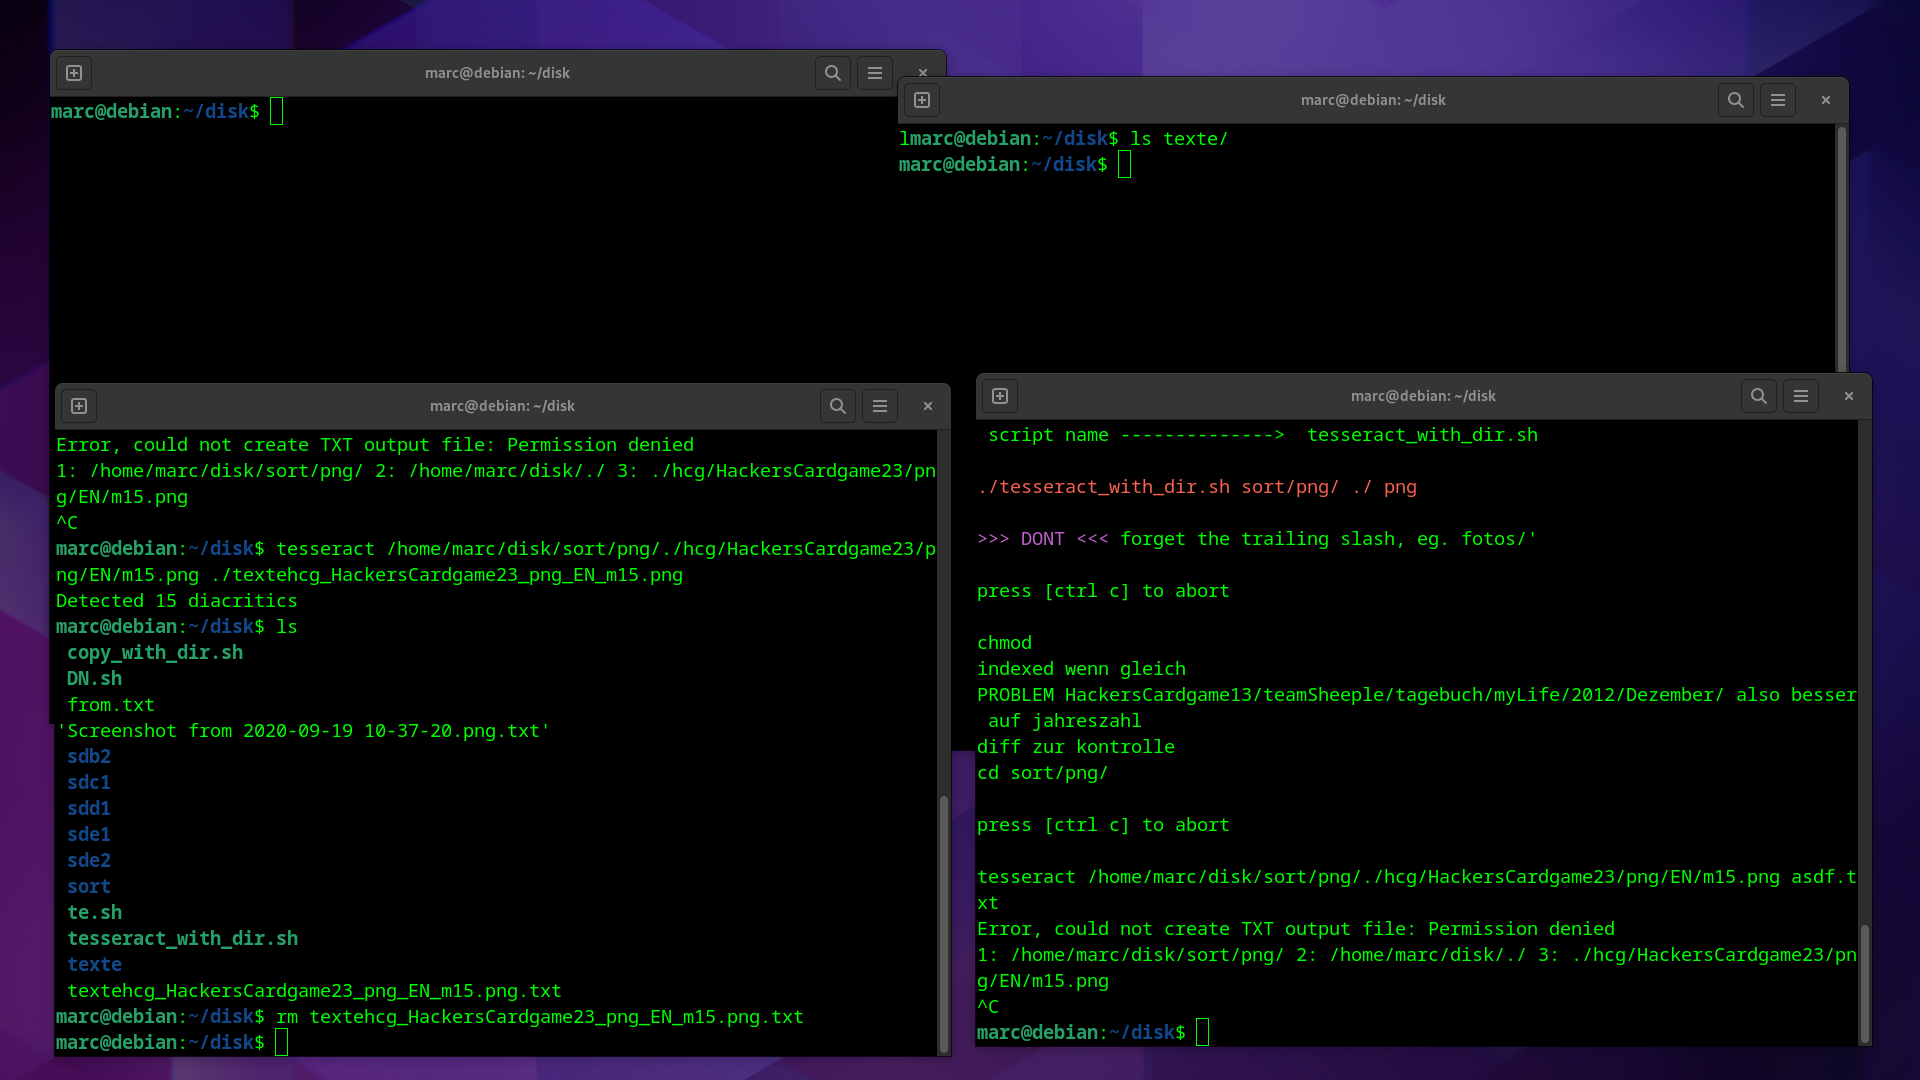 marc@debian: ~/disk
marc@debian:~/disk$
marc@debian: ~/disk
lmarc@debian:~/disk$ ls texte/
marc@debian:~/disk$
marc@debian: ~/disk
Error, could not create TXT output file: Permission denied
1: /home/marc/disk/sort/png/ 2: /home/marc/disk/./ 3: ./hcg/HackersCardgame23/pn
g/EN/m15.png
^C
marc@debian:~/disk$ tesseract /home/marc/disk/sort/png/./hcg/HackersCardgame23/p
ng/EN/m15.png ./textehcg_HackersCardgame23_png_EN_m15.png
Detected 15 diacritics
marc@debian:~/disk$ ls
copy_with_dir.sh
DN.sh
from.txt
'Screenshot from 2020-09-19 10-37-20.png.txt'
sdb2
sdc1
sdd1
sde1
sde2
sort
te.sh
tesseract_with_dir.sh
texte
textehcg_HackersCardgame23_png_EN_m15.png.txt
marc@debian:~/disk$ rm textehcg_HackersCardgame23_png_EN_m15.png.txt
marc@debian:~/disk$
marc@debian: ~/disk
script name -------------->  tesseract_with_dir.sh
./tesseract_with_dir.sh sort/png/ ./ png
>>> DONT <<< forget the trailing slash, eg. fotos/'
press [ctrl c] to abort
chmod
indexed wenn gleich
PROBLEM HackersCardgame13/teamSheeple/tagebuch/myLife/2012/Dezember/ also besser
auf jahreszahl
diff zur kontrolle
cd sort/png/
press [ctrl c] to abort
tesseract /home/marc/disk/sort/png/./hcg/HackersCardgame23/png/EN/m15.png asdf.t
xt
Error, could not create TXT output file: Permission denied
1: /home/marc/disk/sort/png/ 2: /home/marc/disk/./ 3: ./hcg/HackersCardgame23/pn
g/EN/m15.png
^C
marc@debian:~/disk$